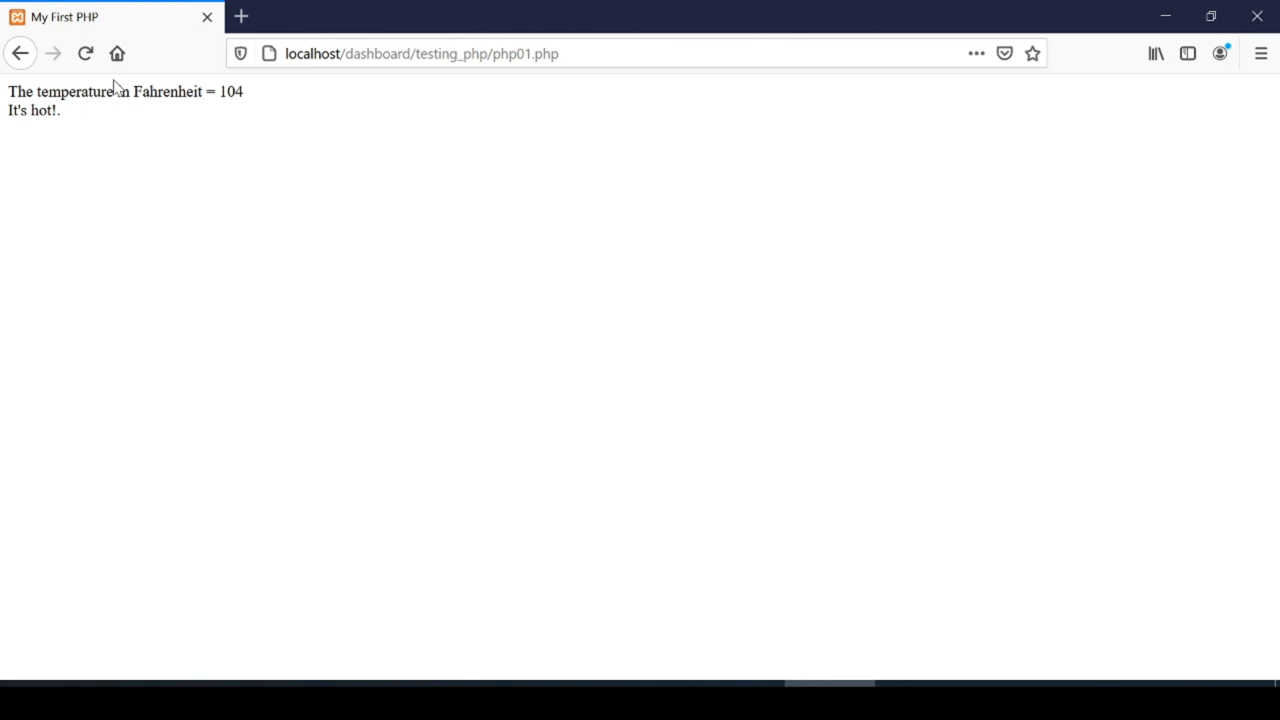 My First PHP
localhost/dashboard/testing_php/php01.php
The temperature in Fahrenheit = 104
It's hot!.